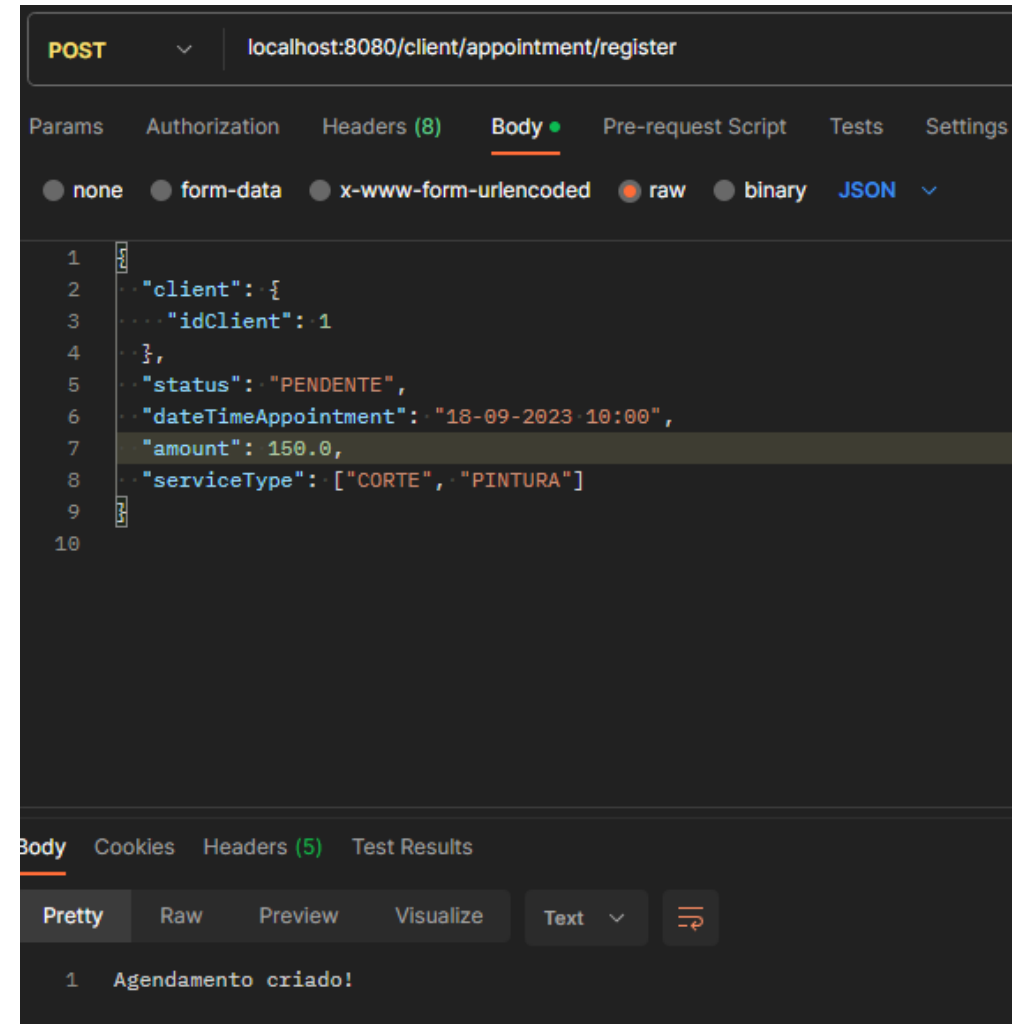 POST localhost:8080/client/appointment/register
Params Authorization Headers (8) Body Pre-request Script Tests Settings
none form-data x-www-form-urlencoded raw binary JSON
1 {
2 "client": {
3 "idClient": 1
4 },
5 "status": "PENDENTE",
6 "dateTimeAppointment": "18-09-2023 10:00",
7 "amount": 150.0,
8 "serviceType": ["CORTE", "PINTURA"]
9 }
10
Body Cookies Headers (5) Test Results
Pretty Raw Preview Visualize Text
1 Agendamento criado!